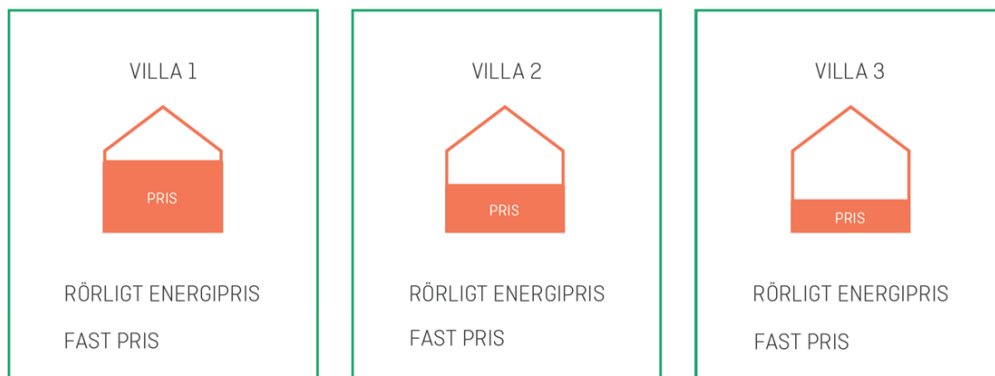 VILLA 1
PRIS
RÖRLIGT ENERGIPRIS
FAST PRIS
VILLA 2
PRIS
RÖRLIGT ENERGIPRIS
FAST PRIS
VILLA 3
PRIS
RÖRLIGT ENERGIPRIS
FAST PRIS